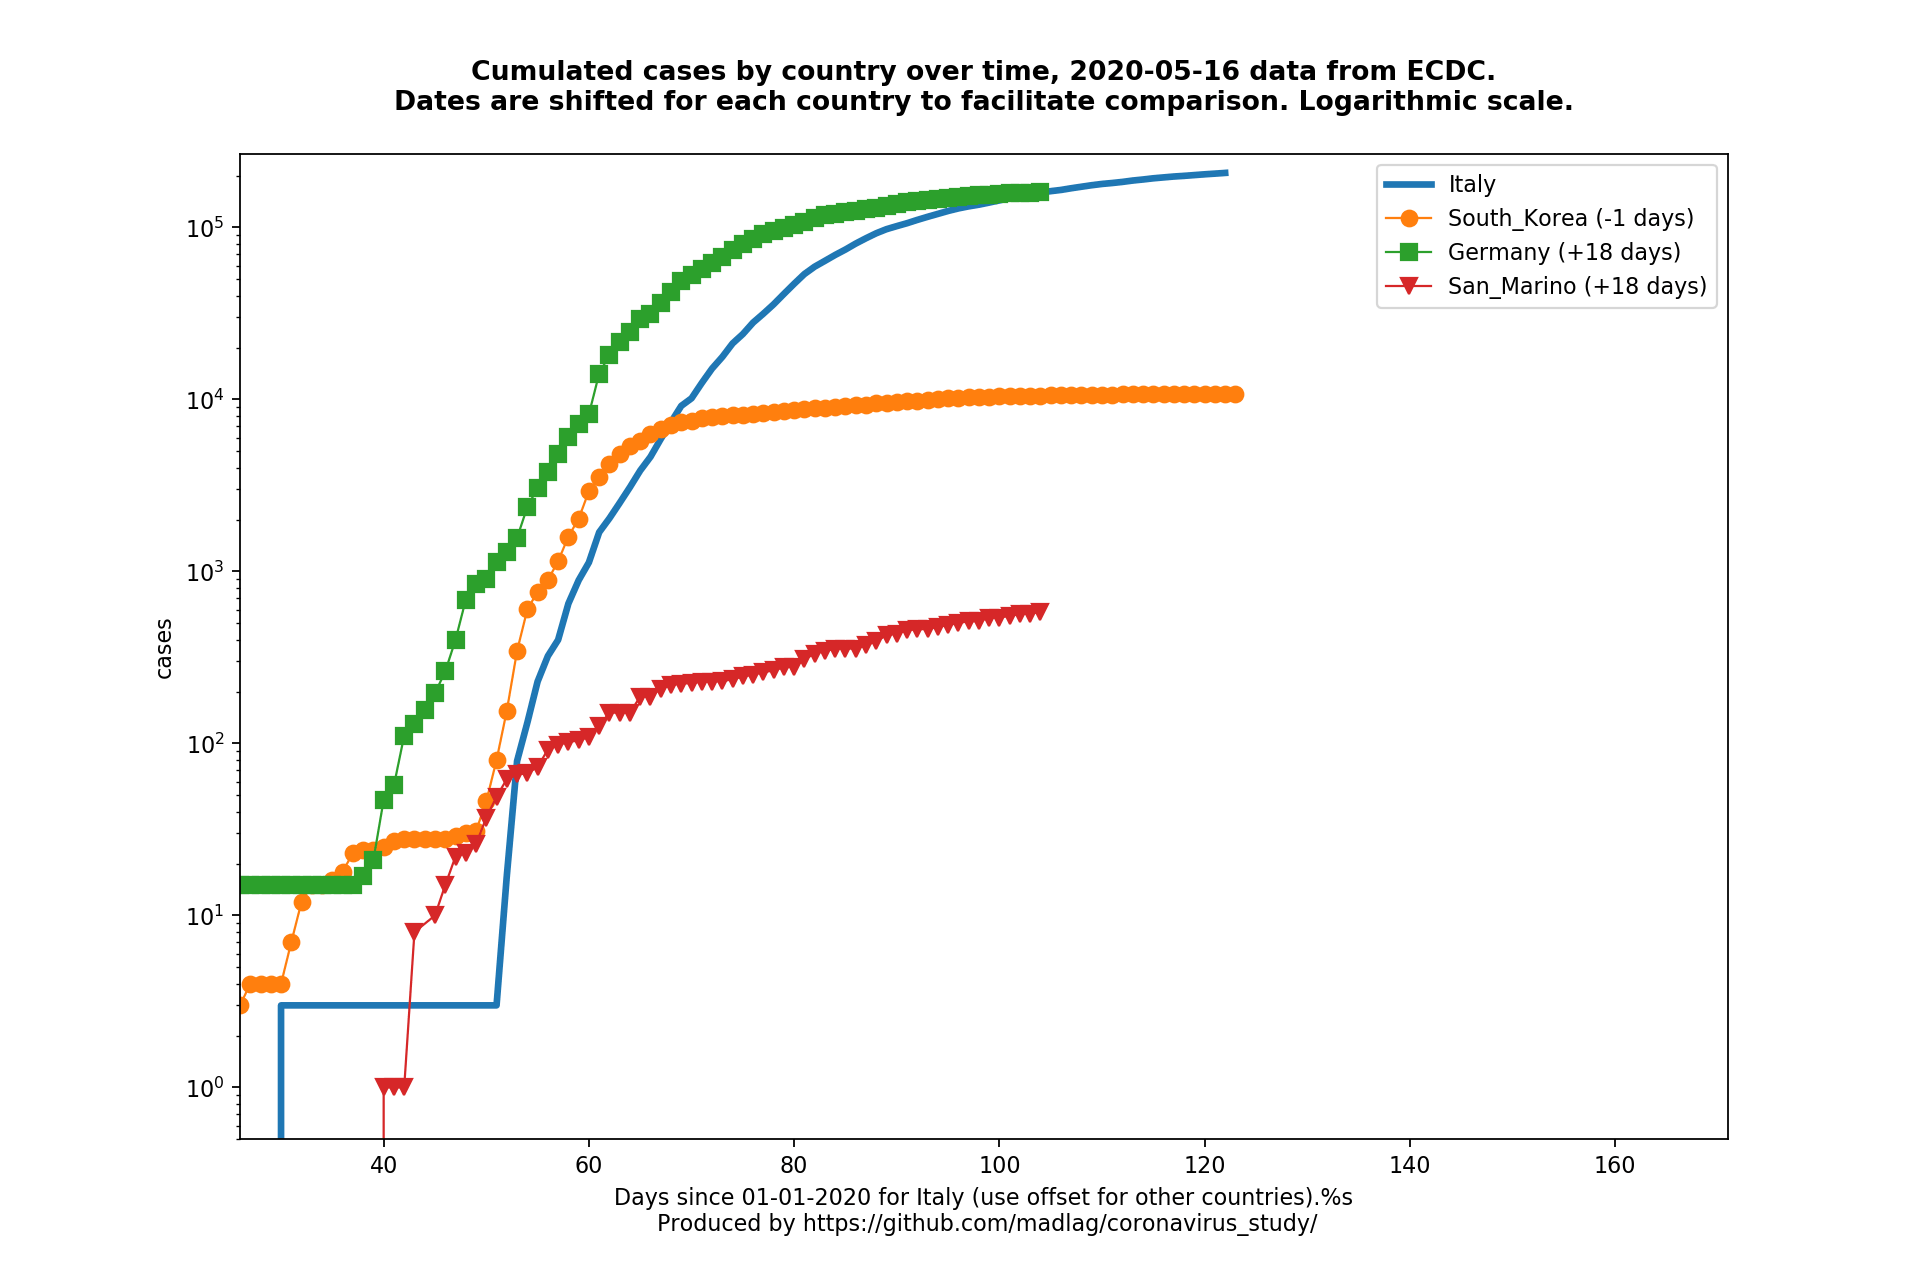 Cumulated cases by country over time, 2020-05-16 data from ECDC.
Dates are shifted for each country to facilitate comparison. Logarithmic scale.
Italy
South_Korea (-1 days)
Germany (+18 days)
San_Marino (+18 days)
10^5
10^4
10^3
10^2
10^1
10^0
cases
40 60 80 100 120 140 160
Days since 01-01-2020 for Italy (use offset for other countries).%s
Produced by https://github.com/madlag/coronavirus_study/